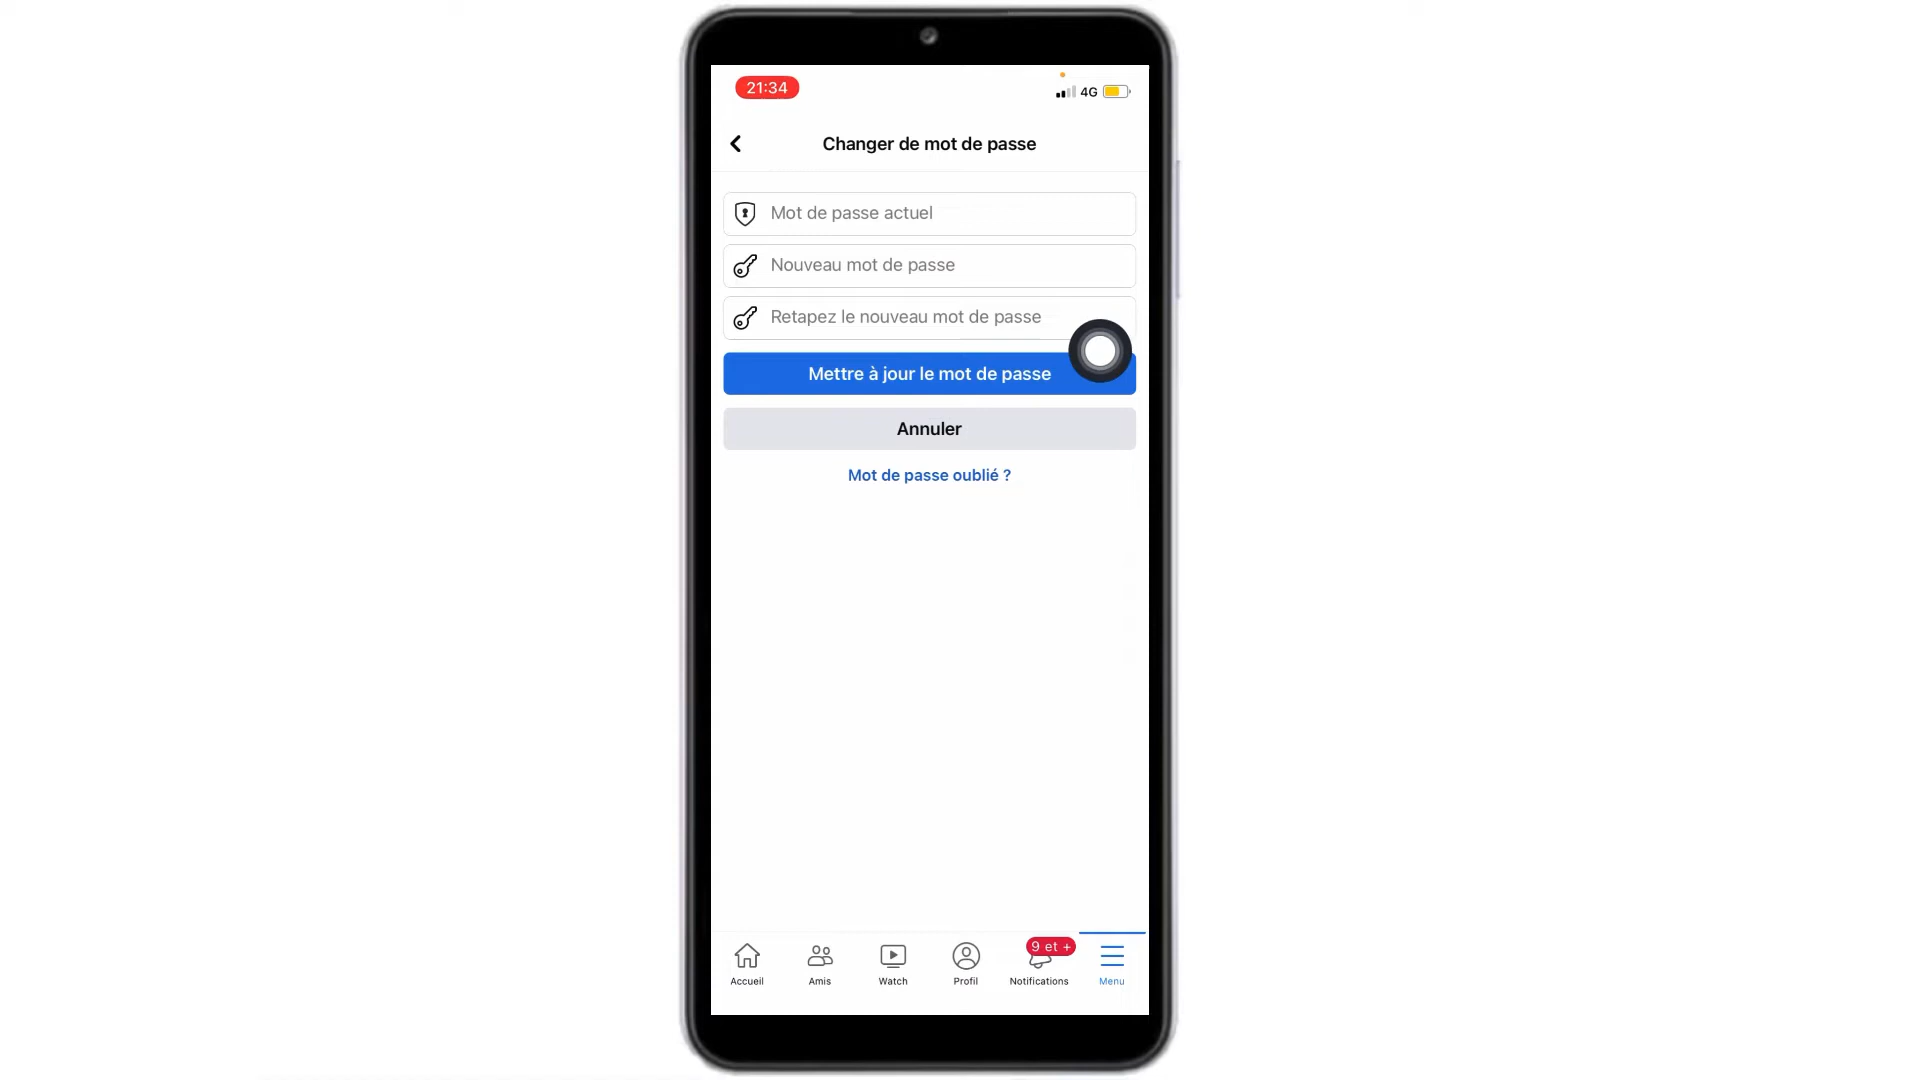 21:34
4G
Changer de mot de passe
Mot de passe actuel
Nouveau mot de passe
Retapez le nouveau mot de passe
Mettre à jour le mot de passe
Annuler
Mot de passe oublié ?
9 et +
Accueil
Amis
Watch
Profil
Notifications
Menu